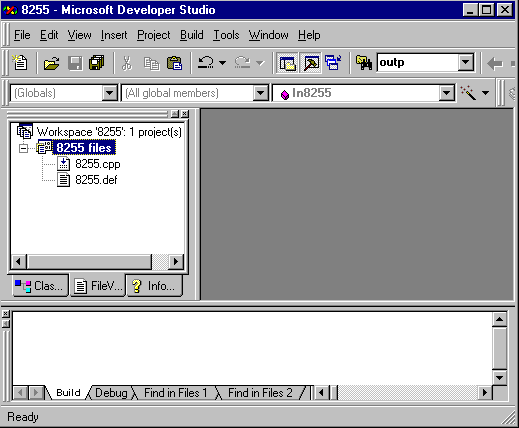 8255 - Microsoft Developer Studio
File Edit View Insert Project Build Tools Window Help
outp
(Globals) (All global members) In8255
Workspace '8255': 1 project(s)
8255 files
8255.cpp
8255.def
Clas... FileV... Info...
Build Debug Find in Files 1 Find in Files 2
Ready